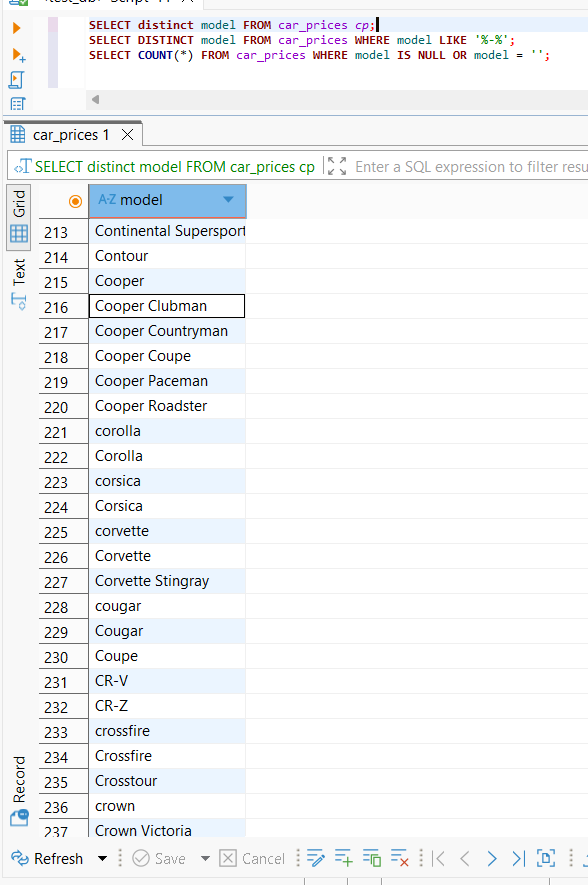 SELECT distinct model FROM car_prices cp;
SELECT DISTINCT model FROM car_prices WHERE model LIKE '%-%';
SELECT COUNT(*) FROM car_prices WHERE model IS NULL OR model = '';
car_prices 1
SELECT distinct model FROM car_prices cp
Enter a SQL expression to filter resu
Grid
Text
Record
A-Z model
213 Continental Supersport
214 Contour
215 Cooper
216 Cooper Clubman
217 Cooper Countryman
218 Cooper Coupe
219 Cooper Paceman
220 Cooper Roadster
221 corolla
222 Corolla
223 corsica
224 Corsica
225 corvette
226 Corvette
227 Corvette Stingray
228 cougar
229 Cougar
230 Coupe
231 CR-V
232 CR-Z
233 crossfire
234 Crossfire
235 Crosstour
236 crown
237 Crown Victoria
Refresh Save Cancel